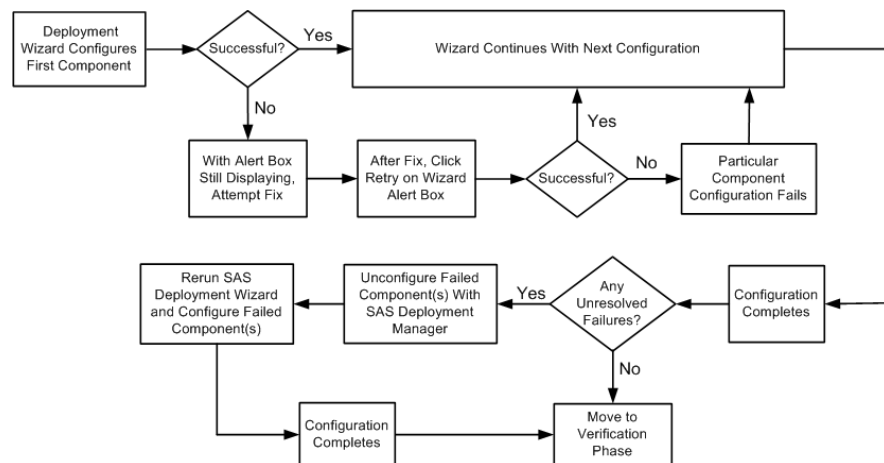 Deployment
Wizard Configures
First Component
Successful?
Yes
Wizard Continues With Next Configuration
No
With Alert Box
Still Displaying,
Attempt Fix
After Fix, Click
Retry on Wizard
Alert Box
Successful?
Yes
No
Particular
Component
Configuration Fails
Rerun SAS
Deployment Wizard
and Configure Failed
Component(s)
Unconfigure Failed
Component(s) With
SAS Deployment
Manager
Yes
Any
Unresolved
Failures?
Configuration
Completes
No
Configuration
Completes
Move to
Verification
Phase